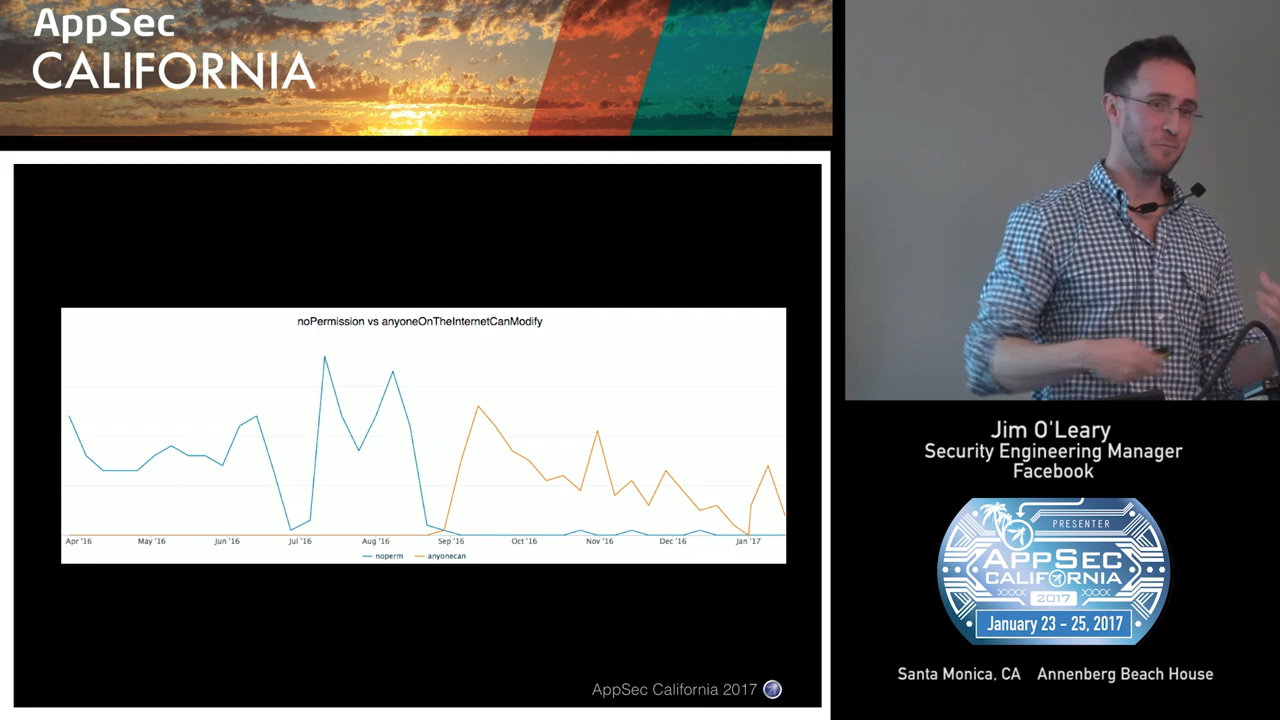 AppSec
CALIFORNIA
noPermission vs anyoneOnTheInternetCanModify
Apr '16 May '16 Jun '16 Jul '16 Aug '16 Sep '16 Oct '16 Nov '16 Dec '16 Jan '17
noperm anyonecan
AppSec California 2017
Jim O'Leary
Security Engineering Manager
Facebook
PRESENTER
APPSEC
CALIFORNIA
XXXX 2017 XXXX
January 23 - 25, 2017
Santa Monica, CA Annenberg Beach House